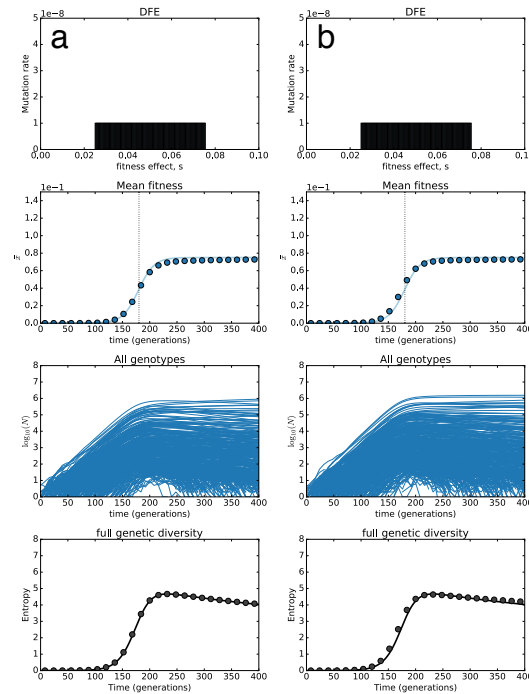 DFE
DFE
1e−8
1e−8
a
b
Mutation rate
Mutation rate
5
4
3
2
1
0
5
4
3
2
1
0
0,00 0,02 0,04 0,06 0,08 0,10
0,00 0,02 0,04 0,06 0,08 0,1
fitness effect, s
fitness effect, s
Mean fitness
Mean fitness
1e−1
1e−1
x̄
x̄
1,4
1,2
1,0
0,8
0,6
0,4
0,2
0,0
1,4
1,2
1,0
0,8
0,6
0,4
0,2
0,0
0 50 100 150 200 250 300 350 400
0 50 100 150 200 250 300 350 400
time (generations)
time (generations)
All genotypes
All genotypes
log10(N)
log10(N)
8
7
6
5
4
3
2
1
0
8
7
6
5
4
3
2
1
0
0 50 100 150 200 250 300 350 400
0 50 100 150 200 250 300 350 400
time (generations)
time (generations)
full genetic diversity
full genetic diversity
Entropy
Entropy
8
7
6
5
4
3
2
1
0
8
7
6
5
4
3
2
1
0
0 50 100 150 200 250 300 350 400
0 50 100 150 200 250 300 350 400
Time (generations)
Time (generations)